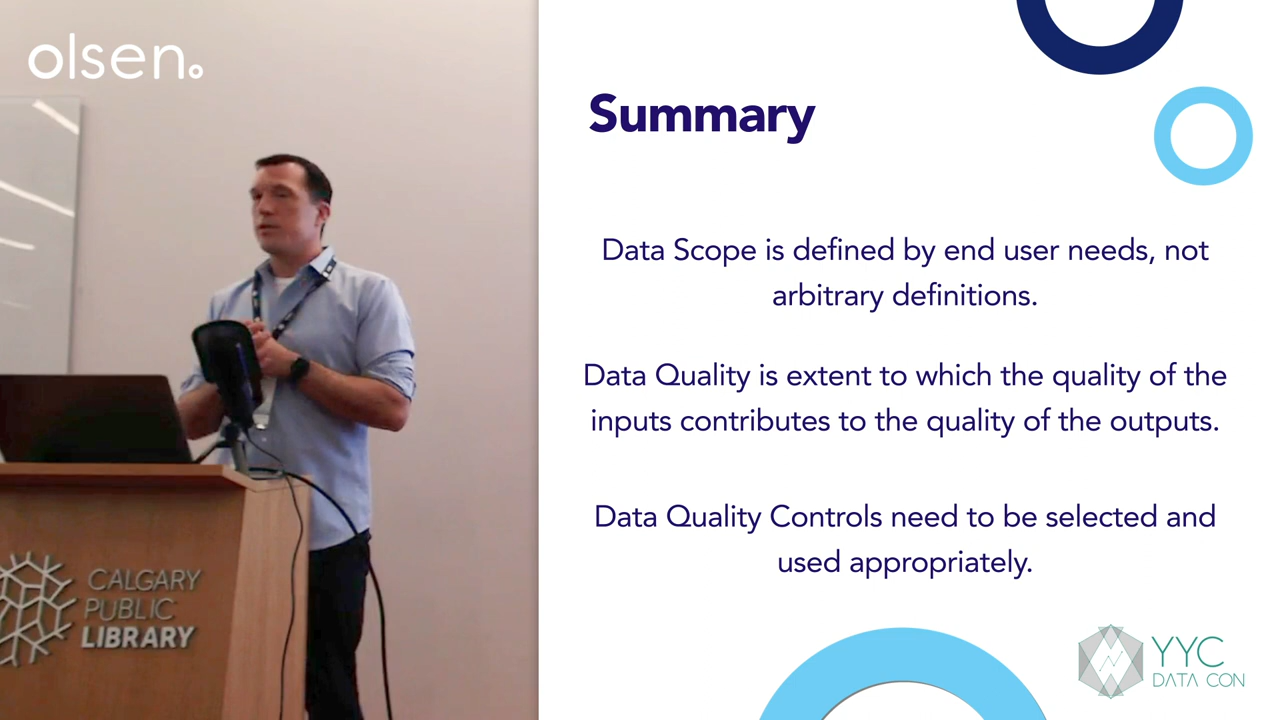 olsen.
Summary
Data Scope is defined by end user needs, not
arbitrary definitions.
Data Quality is extent to which the quality of the
inputs contributes to the quality of the outputs.
Data Quality Controls need to be selected and
used appropriately.
CALGARY
PUBLIC
LIBRARY
YYC
DATA CON